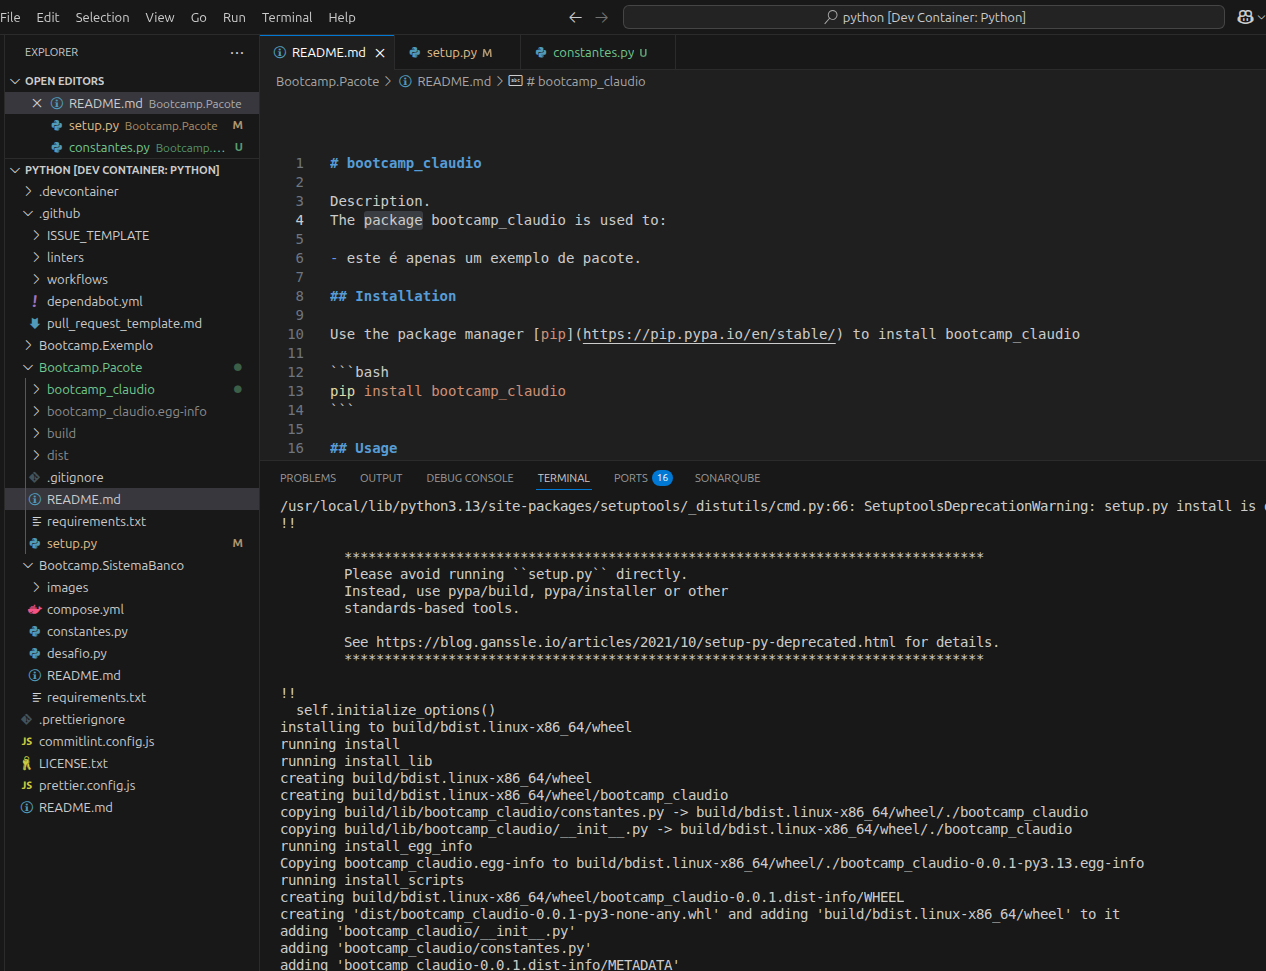 File Edit Selection View Go Run Terminal Help
python [Dev Container: Python]
EXPLORER
OPEN EDITORS
README.md Bootcamp.Pacote
setup.py Bootcamp.Pacote M
constantes.py Bootcamp.... U
PYTHON [DEV CONTAINER: PYTHON]
.devcontainer
.github
ISSUE_TEMPLATE
linters
workflows
dependabot.yml
pull_request_template.md
Bootcamp.Exemplo
Bootcamp.Pacote
bootcamp_claudio
bootcamp_claudio.egg-info
build
dist
.gitignore
README.md
requirements.txt
setup.py M
Bootcamp.SistemaBanco
images
compose.yml
constantes.py
desafio.py
README.md
requirements.txt
.prettierignore
JS commitlint.config.js
LICENSE.txt
JS prettier.config.js
README.md
README.md setup.py M constantes.py U
Bootcamp.Pacote > README.md > # bootcamp_claudio
1 # bootcamp_claudio
2
3 Description.
4 The package bootcamp_claudio is used to:
5
6 - este é apenas um exemplo de pacote.
7
8 ## Installation
9
10 Use the package manager [pip](https://pip.pypa.io/en/stable/) to install bootcamp_claudio
11
12 ```bash
13 pip install bootcamp_claudio
14 ```
15
16 ## Usage
PROBLEMS OUTPUT DEBUG CONSOLE TERMINAL PORTS 16 SONARQUBE
/usr/local/lib/python3.13/site-packages/setuptools/_distutils/cmd.py:66: SetuptoolsDeprecationWarning: setup.py install is
!!
********************************************************************************
Please avoid running ``setup.py`` directly.
Instead, use pypa/build, pypa/installer or other
standards-based tools.
See https://blog.ganssle.io/articles/2021/10/setup-py-deprecated.html for details.
********************************************************************************
!!
self.initialize_options()
installing to build/bdist.linux-x86_64/wheel
running install
running install_lib
creating build/bdist.linux-x86_64/wheel
creating build/bdist.linux-x86_64/wheel/bootcamp_claudio
copying build/lib/bootcamp_claudio/constantes.py -> build/bdist.linux-x86_64/wheel/./bootcamp_claudio
copying build/lib/bootcamp_claudio/__init__.py -> build/bdist.linux-x86_64/wheel/./bootcamp_claudio
running install_egg_info
Copying bootcamp_claudio.egg-info to build/bdist.linux-x86_64/wheel/./bootcamp_claudio-0.0.1-py3.13.egg-info
running install_scripts
creating build/bdist.linux-x86_64/wheel/bootcamp_claudio-0.0.1.dist-info/WHEEL
creating 'dist/bootcamp_claudio-0.0.1-py3-none-any.whl' and adding 'build/bdist.linux-x86_64/wheel' to it
adding 'bootcamp_claudio/__init__.py'
adding 'bootcamp_claudio/constantes.py'
adding 'bootcamp_claudio-0.0.1.dist-info/METADATA'